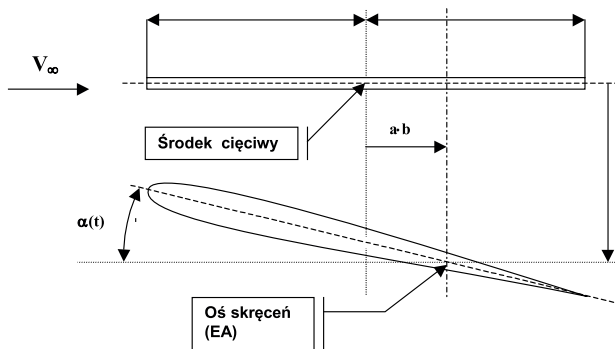 V∞
Środek cięciwy
a·b
α(t)
Oś skręceń
(EA)